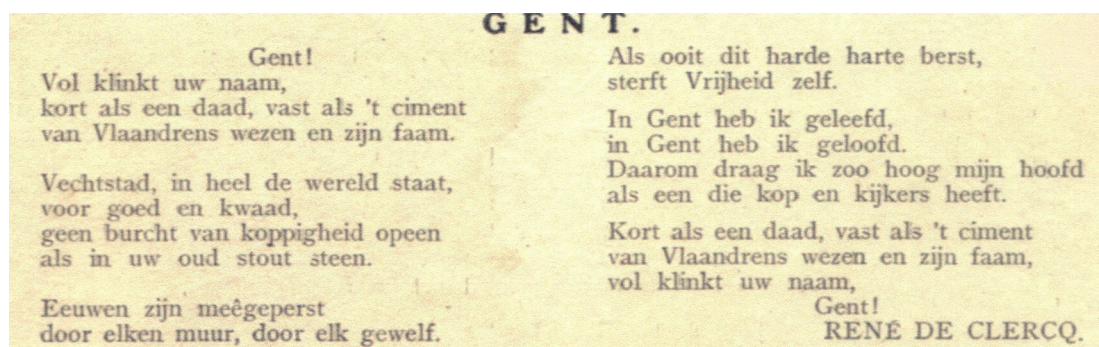 GENT.
Gent!
Vol klinkt uw naam,
kort als een daad, vast als 't ciment
van Vlaandrens wezen en zijn faam.
Vechtstad, in heel de wereld staat,
voor goed en kwaad,
geen burcht van koppigheid opeen
als in uw oud stout steen.
Eeuwen zijn meêgeperst
door elken muur, door elk gewelf.
Als ooit dit harde harte berst,
sterft Vrijheid zelf.
In Gent heb ik geleefd,
in Gent heb ik geloofd.
Daarom draag ik zoo hoog mijn hoofd
als een die kop en kijkers heeft.
Kort als een daad, vast als 't ciment
van Vlaandrens wezen en zijn faam,
vol klinkt uw naam,
Gent!
RENÉ DE CLERCQ.